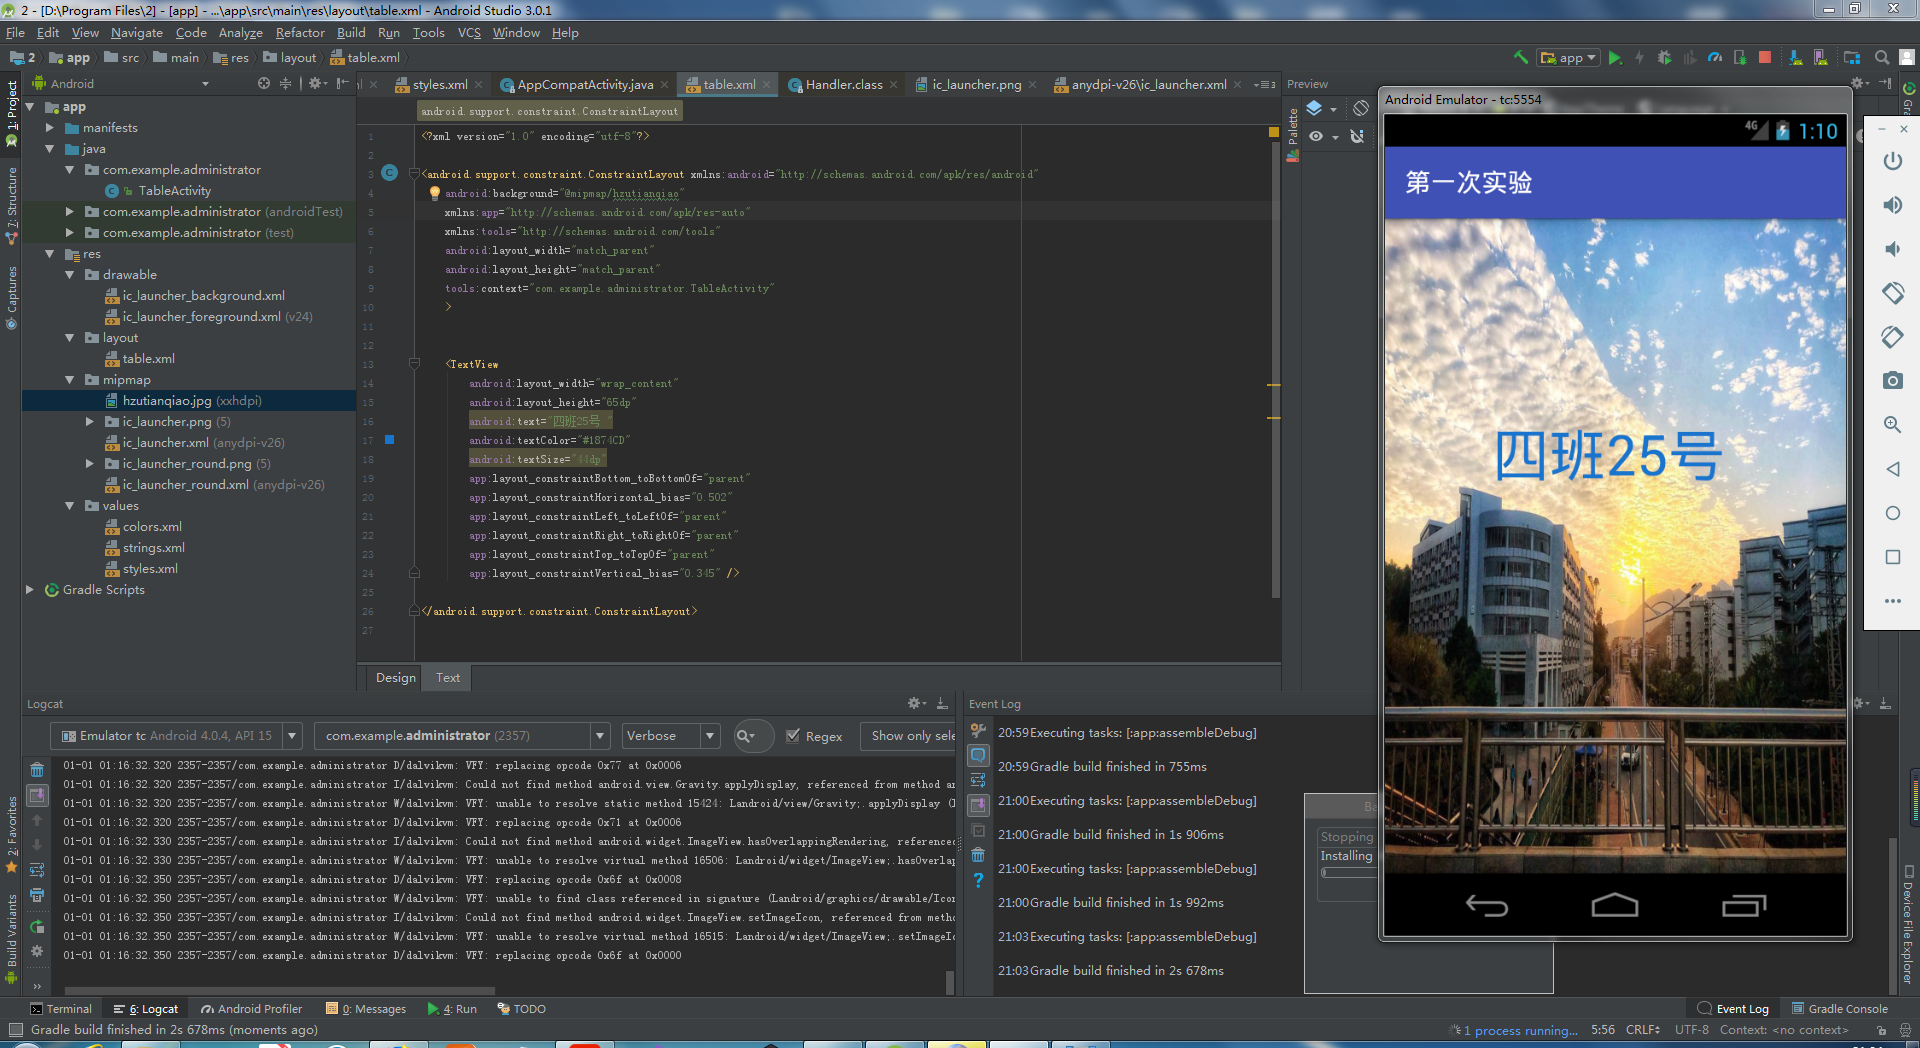 2 - [D:\Program Files\2] - [app] - ...\app\src\main\res\layout\table.xml - Android Studio 3.0.1
File Edit View Navigate Code Analyze Refactor Build Run Tools VCS Window Help
2 app src main res layout table.xml
app
Android
styles.xml AppCompatActivity.java table.xml Handler.class ic_launcher.png anydpi-v26\ic_launcher.xml
Preview
1: Project
7: Structure
Captures
2: Favorites
Build Variants
app
manifests
java
com.example.administrator
TableActivity
com.example.administrator (androidTest)
com.example.administrator (test)
res
drawable
ic_launcher_background.xml
ic_launcher_foreground.xml (v24)
layout
table.xml
mipmap
hzutianqiao.jpg (xxhdpi)
ic_launcher.png (5)
ic_launcher.xml (anydpi-v26)
ic_launcher_round.png (5)
ic_launcher_round.xml (anydpi-v26)
values
colors.xml
strings.xml
styles.xml
Gradle Scripts
android.support.constraint.ConstraintLayout
1 <?xml version="1.0" encoding="utf-8"?>
2
3 <android.support.constraint.ConstraintLayout xmlns:android="http://schemas.android.com/apk/res/android"
4 android:background="@mipmap/hzutianqiao"
5 xmlns:app="http://schemas.android.com/apk/res-auto"
6 xmlns:tools="http://schemas.android.com/tools"
7 android:layout_width="match_parent"
8 android:layout_height="match_parent"
9 tools:context="com.example.administrator.TableActivity"
10 >
11
12
13 <TextView
14 android:layout_width="wrap_content"
15 android:layout_height="65dp"
16 android:text="四班25号 "
17 android:textColor="#1874CD"
18 android:textSize="44dp"
19 app:layout_constraintBottom_toBottomOf="parent"
20 app:layout_constraintHorizontal_bias="0.502"
21 app:layout_constraintLeft_toLeftOf="parent"
22 app:layout_constraintRight_toRightOf="parent"
23 app:layout_constraintTop_toTopOf="parent"
24 app:layout_constraintVertical_bias="0.345" />
25
26 </android.support.constraint.ConstraintLayout>
27
Design Text
Palette
Android Emulator - tc:5554
4G 1:10
第一次实验
四班25号
Logcat
Emulator tc Android 4.0.4, API 15 com.example.administrator (2357) Verbose Regex Show only sele
01-01 01:16:32.320 2357-2357/com.example.administrator D/dalvikvm: VFY: replacing opcode 0x77 at 0x0006
01-01 01:16:32.320 2357-2357/com.example.administrator I/dalvikvm: Could not find method android.view.Gravity.applyDisplay, referenced from method an
01-01 01:16:32.320 2357-2357/com.example.administrator W/dalvikvm: VFY: unable to resolve static method 15424: Landroid/view/Gravity;.applyDisplay (I
01-01 01:16:32.320 2357-2357/com.example.administrator D/dalvikvm: VFY: replacing opcode 0x71 at 0x0006
01-01 01:16:32.330 2357-2357/com.example.administrator I/dalvikvm: Could not find method android.widget.ImageView.hasOverlappingRendering, referenced
01-01 01:16:32.330 2357-2357/com.example.administrator W/dalvikvm: VFY: unable to resolve virtual method 16506: Landroid/widget/ImageView;.hasOverlap
01-01 01:16:32.350 2357-2357/com.example.administrator D/dalvikvm: VFY: replacing opcode 0x6f at 0x0008
01-01 01:16:32.350 2357-2357/com.example.administrator W/dalvikvm: VFY: unable to find class referenced in signature (Landroid/graphics/drawable/Icon
01-01 01:16:32.350 2357-2357/com.example.administrator I/dalvikvm: Could not find method android.widget.ImageView.setImageIcon, referenced from metho
01-01 01:16:32.350 2357-2357/com.example.administrator W/dalvikvm: VFY: unable to resolve virtual method 16515: Landroid/widget/ImageView;.setImageIc
01-01 01:16:32.350 2357-2357/com.example.administrator D/dalvikvm: VFY: replacing opcode 0x6f at 0x0000
Event Log
20:59 Executing tasks: [:app:assembleDebug]
20:59 Gradle build finished in 755ms
21:00 Executing tasks: [:app:assembleDebug]
21:00 Gradle build finished in 1s 906ms
21:00 Executing tasks: [:app:assembleDebug]
21:00 Gradle build finished in 1s 992ms
21:03 Executing tasks: [:app:assembleDebug]
21:03 Gradle build finished in 2s 678ms
Ba
Stopping
Installing
Device File Explorer
Terminal 6: Logcat Android Profiler 0: Messages 4: Run TODO Event Log Gradle Console
Gradle build finished in 2s 678ms (moments ago) 1 process running... 5:56 CRLF UTF-8 Context: <no context>